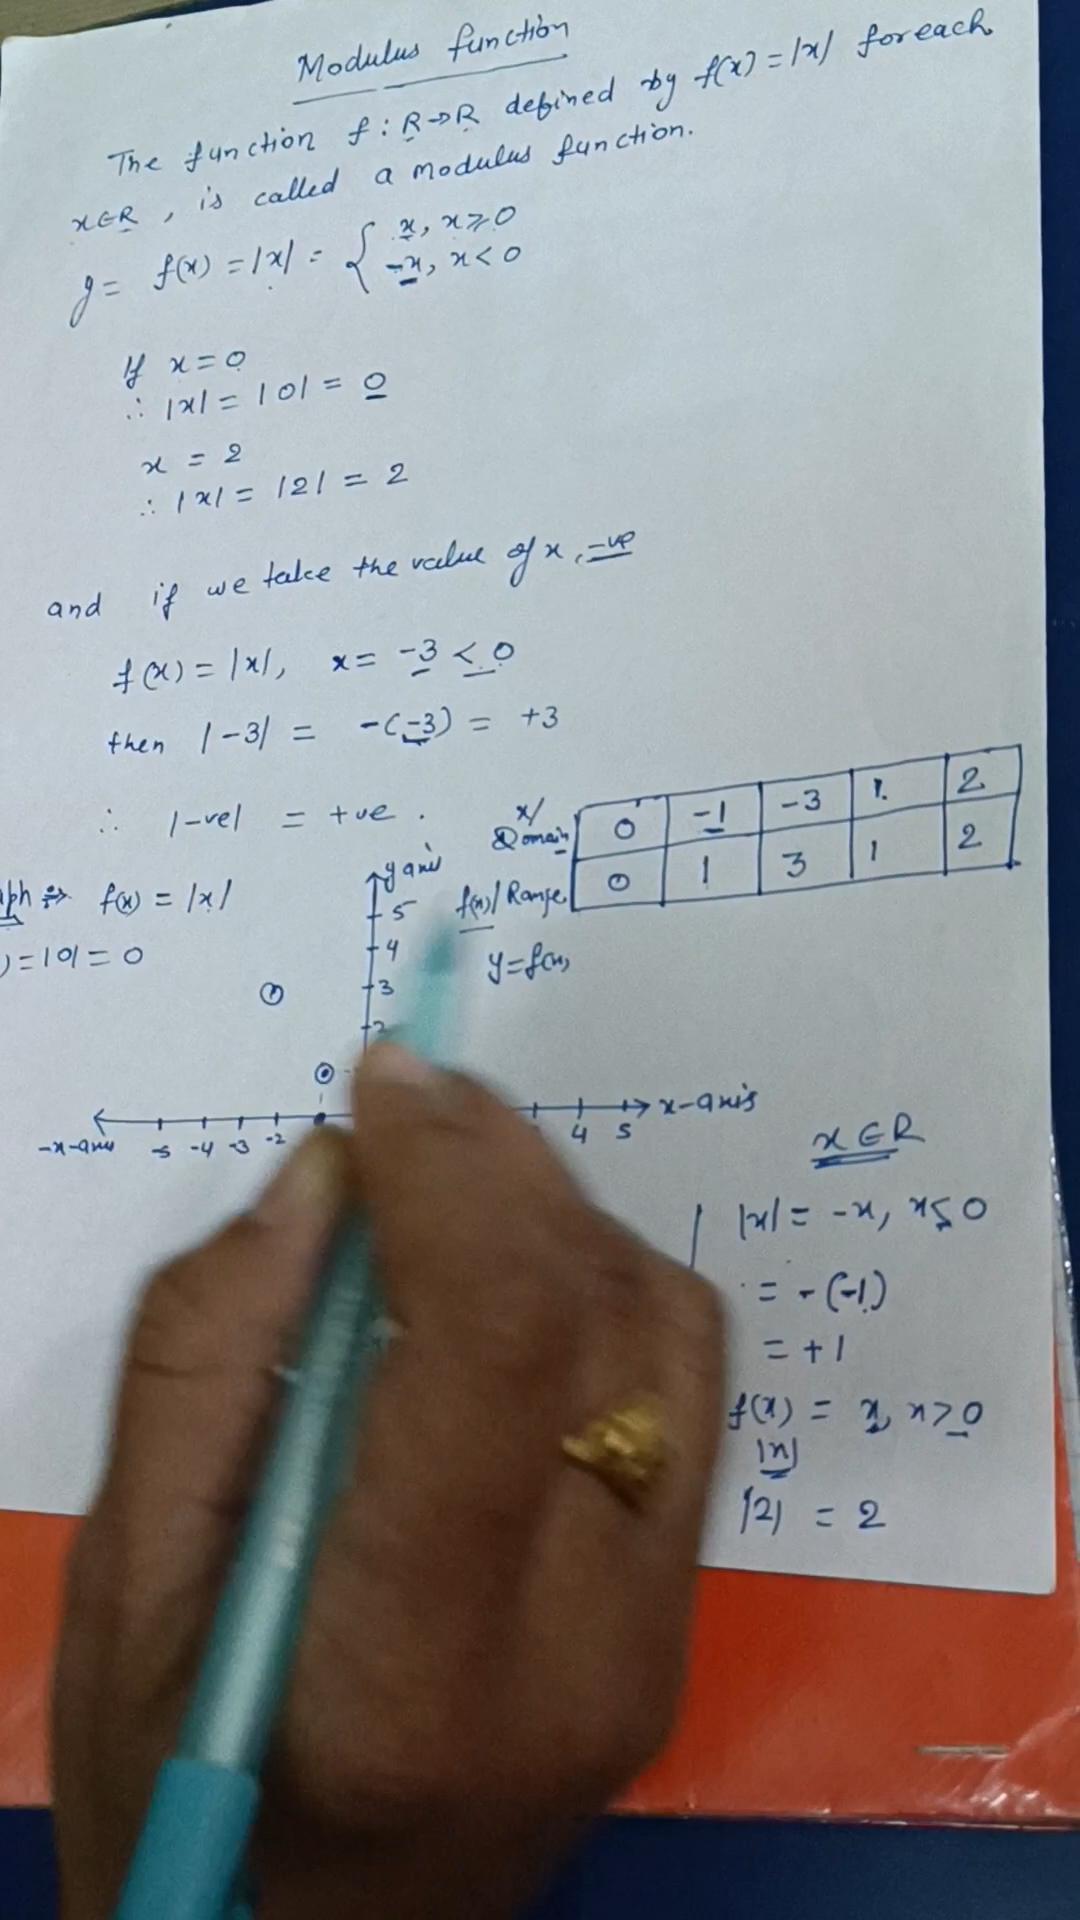 Modulus function
The function f : R→R defined by f(x) = |x| for each
x∈R, is called a modulus function.
y = f(x) = |x| = { x, x≥0
-x, x<0
If x = 0
∴ |x| = |0| = 0
x = 2
∴ |x| = |2| = 2
and if we take the value of x, -ve
f(x) = |x|, x = -3 < 0
then |-3| = -(-3) = +3
∴ |-ve| = +ve .
x/
Domain 0 -1 -3 1 2
f(x)/Range 0 1 3 1 2
y=f(x)
f(x) = |x|
) = |0| = 0
y axis
5
4
3
2
-x-axis -5 -4 -3 -2 4 5 x-axis
x∈R
|x| = -x, x≤0
= -(-1)
= +1
f(x) = x, x>0
|x|
|2| = 2